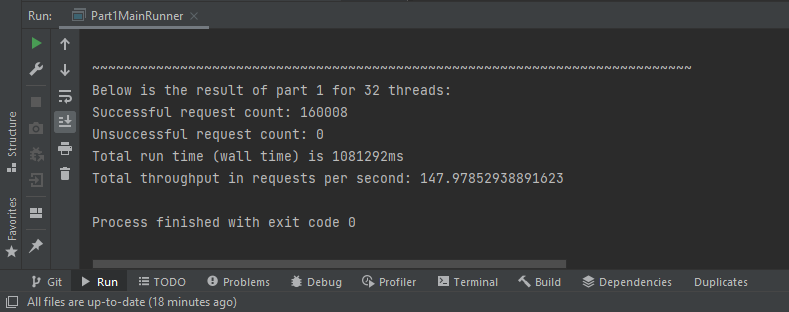 Run: Part1MainRunner
~~~~~~~~~~~~~~~~~~~~~~~~~~~~~~~~~~~~~~~~~~~~~~~~~~~~~~~~~~~~~~~~~~~~~~~~~~~
Below is the result of part 1 for 32 threads:
Successful request count: 160008
Unsuccessful request count: 0
Total run time (wall time) is 1081292ms
Total throughput in requests per second: 147.97852938891623
Process finished with exit code 0
Structure
Favorites
Git Run TODO Problems Debug Profiler Terminal Build Dependencies Duplicates
All files are up-to-date (18 minutes ago)